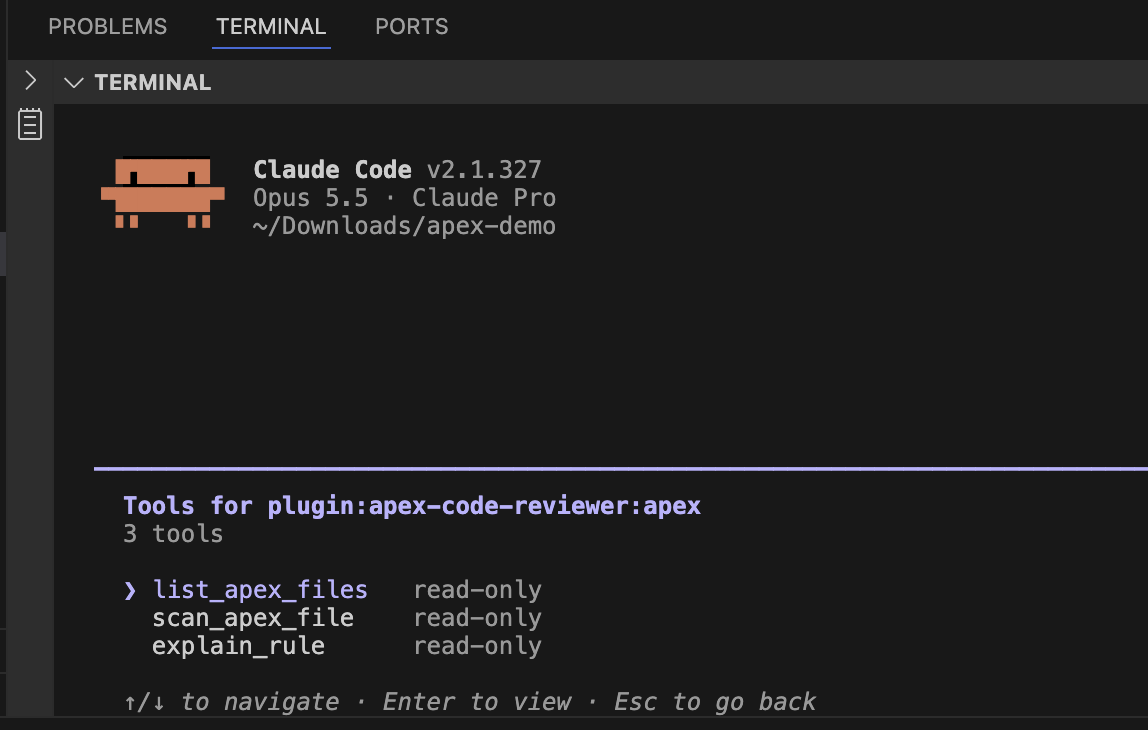 PROBLEMS TERMINAL PORTS
TERMINAL
Claude Code v2.1.327
Opus 5.5 · Claude Pro
~/Downloads/apex-demo
Tools for plugin:apex-code-reviewer:apex
3 tools
❯ list_apex_files read-only
scan_apex_file read-only
explain_rule read-only
↑/↓ to navigate · Enter to view · Esc to go back